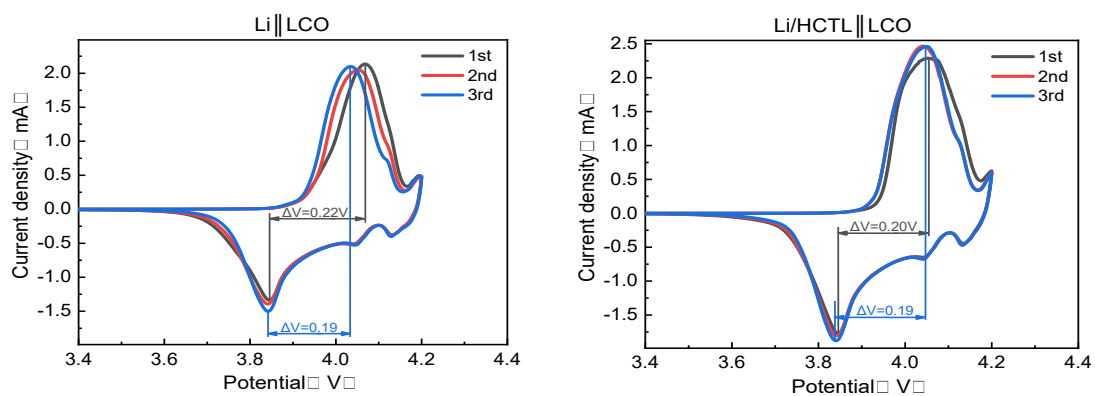 Li‖LCO
Current density□ mA□
2.0
1.5
1.0
0.5
0.0
-0.5
-1.0
-1.5
1st
2nd
3rd
ΔV=0.22V
ΔV=0.19
3.4 3.6 3.8 4.0 4.2 4.4
Potential□ V□
Li/HCTL‖LCO
Current density□ mA□
2.5
2.0
1.5
1.0
0.5
0.0
-0.5
-1.0
-1.5
1st
2nd
3rd
ΔV=0.20V
ΔV=0.19
3.4 3.6 3.8 4.0 4.2 4.4
Potential□ V□